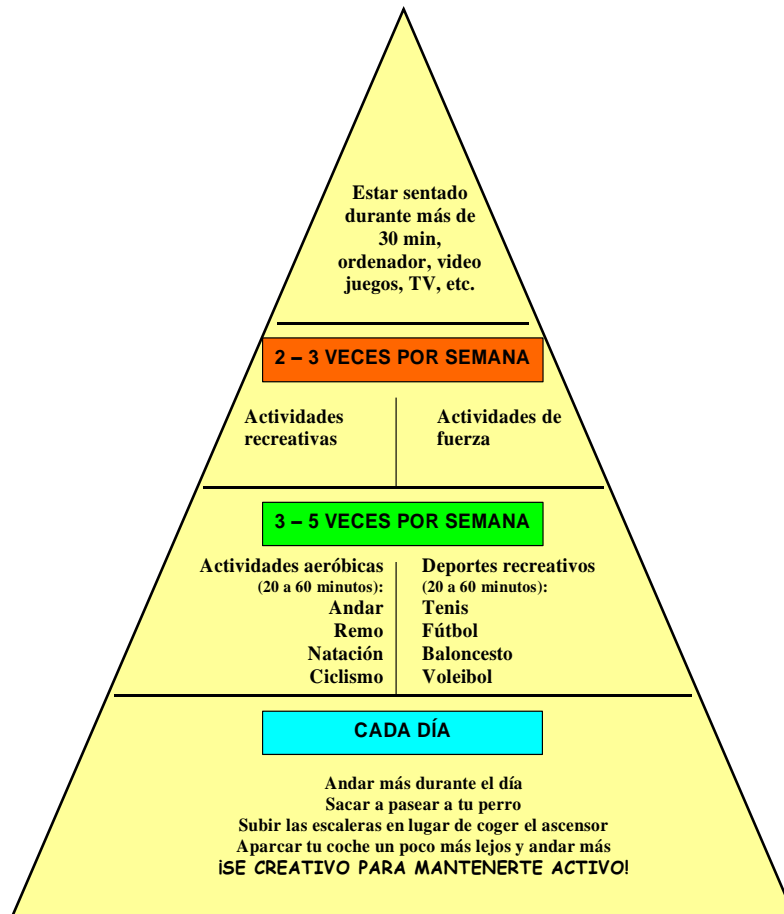 Estar sentado
durante más de
30 min,
ordenador, video
juegos, TV, etc.
2 – 3 VECES POR SEMANA
Actividades
recreativas
Actividades de
fuerza
3 – 5 VECES POR SEMANA
Actividades aeróbicas
(20 a 60 minutos):
Andar
Remo
Natación
Ciclismo
Deportes recreativos
(20 a 60 minutos):
Tenis
Fútbol
Baloncesto
Voleibol
CADA DÍA
Andar más durante el día
Sacar a pasear a tu perro
Subir las escaleras en lugar de coger el ascensor
Aparcar tu coche un poco más lejos y andar más
¡SE CREATIVO PARA MANTENERTE ACTIVO!